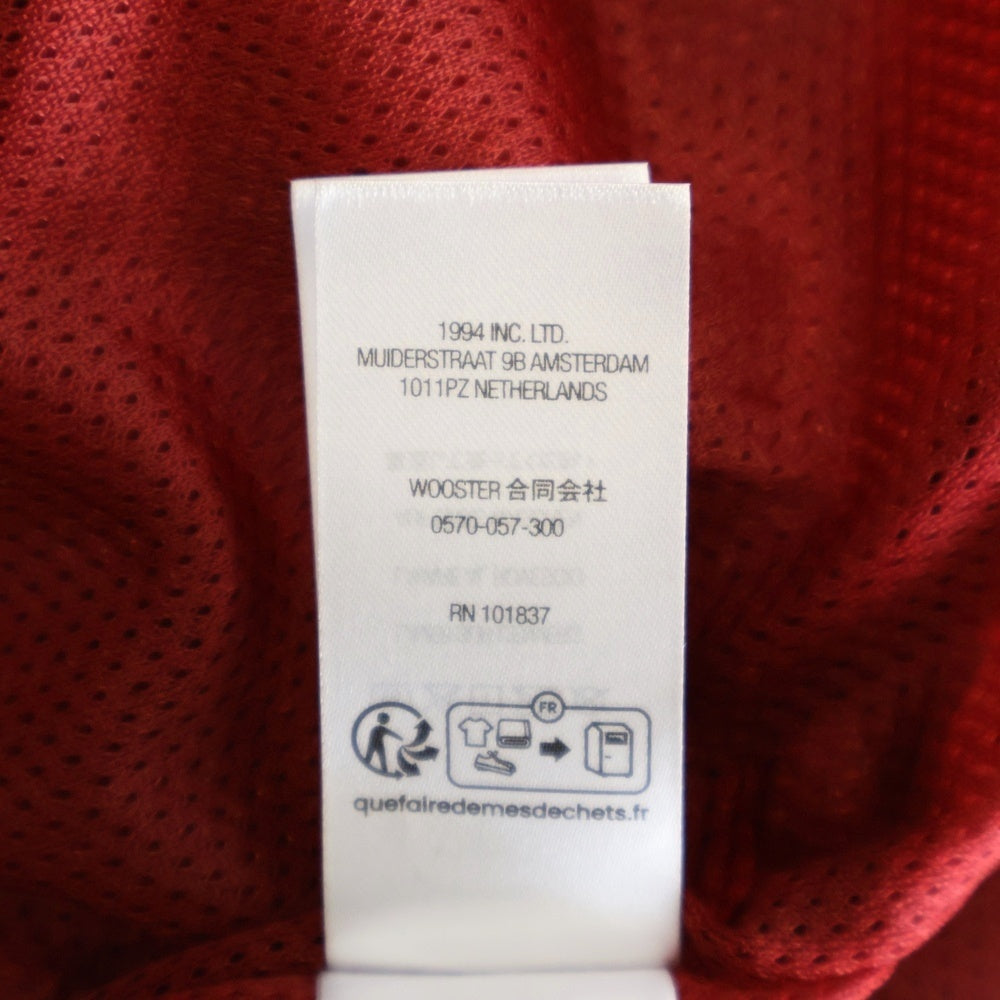 1994 INC. LTD.
MUIDERSTRAAT 9B AMSTERDAM
1011PZ NETHERLANDS
WOOSTER 合同会社
0570-057-300
RN 101837
FR
quefairedemesdechets.fr